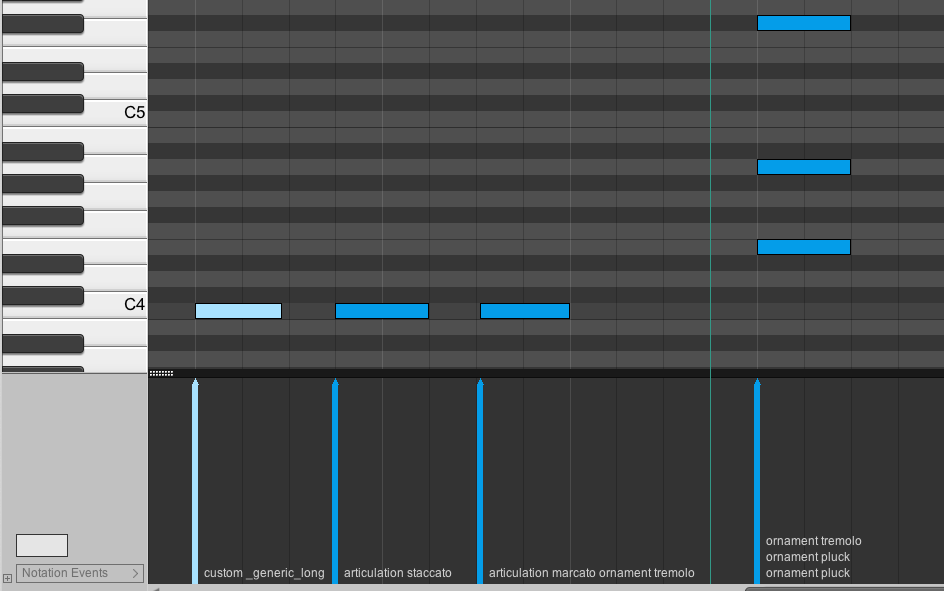 C5
C4
custom _generic_long
articulation staccato
articulation marcato ornament tremolo
ornament tremolo
ornament pluck
ornament pluck
Notation Events